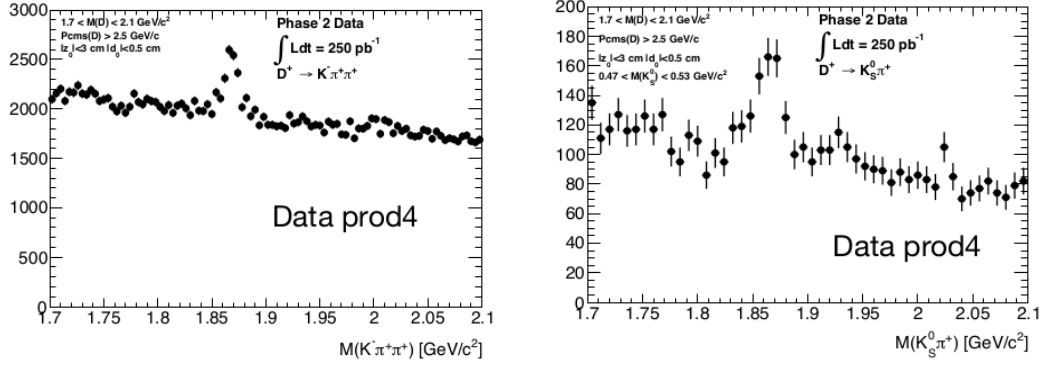 3000
2500
2000
1500
1000
500
0
1.7 < M(D) < 2.1 GeV/c²
Pcms(D) > 2.5 GeV/c
|z₀|<3 cm |d₀|<0.5 cm
Phase 2 Data
∫ Ldt = 250 pb⁻¹
D⁺ → K⁻π⁺π⁺
Data prod4
1.7 1.75 1.8 1.85 1.9 1.95 2 2.05 2.1
M(K⁻π⁺π⁺) [GeV/c²]
200
180
160
140
120
100
80
60
40
20
0
1.7 < M(D) < 2.1 GeV/c²
Pcms(D) > 2.5 GeV/c
|z₀|<3 cm |d₀|<0.5 cm
0.47 < M(K⁰S) < 0.53 GeV/c²
Phase 2 Data
∫ Ldt = 250 pb⁻¹
D⁺ → K⁰Sπ⁺
Data prod4
1.7 1.75 1.8 1.85 1.9 1.95 2 2.05 2.1
M(K⁰Sπ⁺) [GeV/c²]